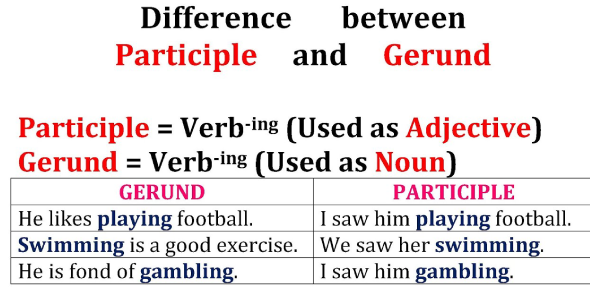 Difference between
Participle and Gerund
Participle = Verb-ing (Used as Adjective)
Gerund = Verb-ing (Used as Noun)
GERUND PARTICIPLE
He likes playing football. I saw him playing football.
Swimming is a good exercise. We saw her swimming.
He is fond of gambling. I saw him gambling.